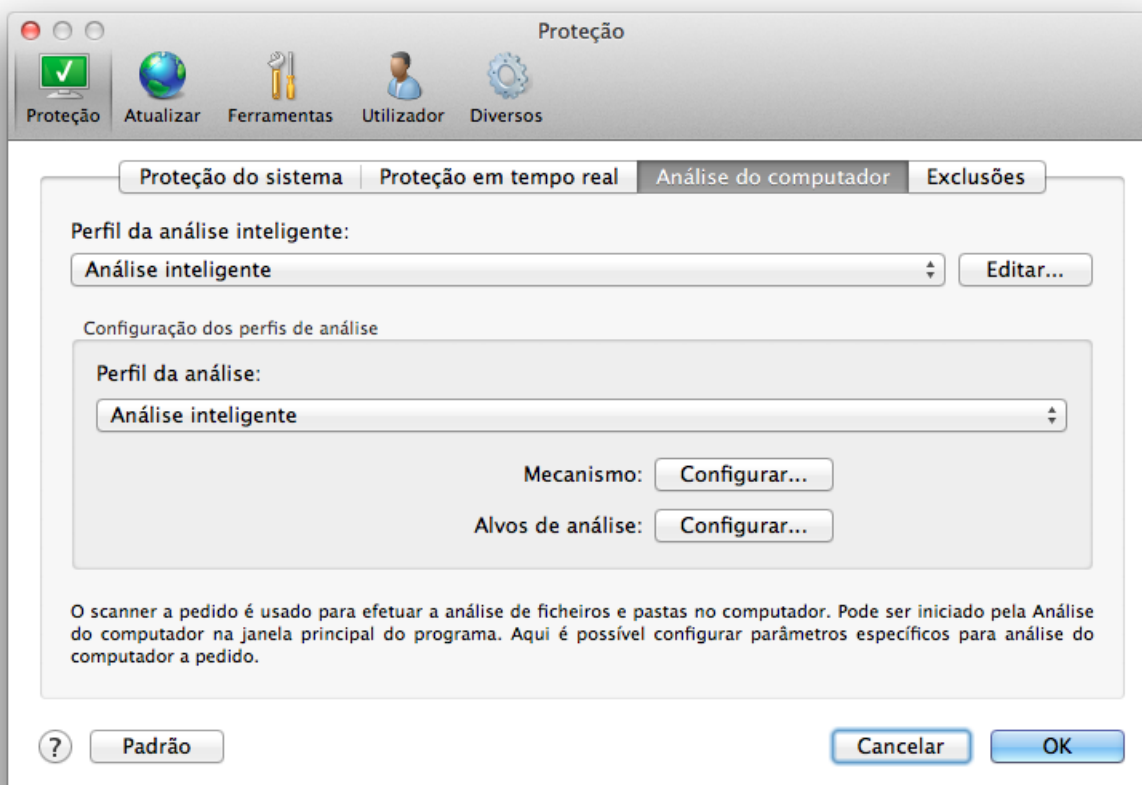 Proteção
Proteção
Atualizar
Ferramentas
Utilizador
Diversos
Proteção do sistema
Proteção em tempo real
Análise do computador
Exclusões
Perfil da análise inteligente:
Análise inteligente
Editar...
Configuração dos perfis de análise
Perfil da análise:
Análise inteligente
Mecanismo:
Configurar...
Alvos de análise:
Configurar...
O scanner a pedido é usado para efetuar a análise de ficheiros e pastas no computador. Pode ser iniciado pela Análise
do computador na janela principal do programa. Aqui é possível configurar parâmetros específicos para análise do
computador a pedido.
?
Padrão
Cancelar
OK